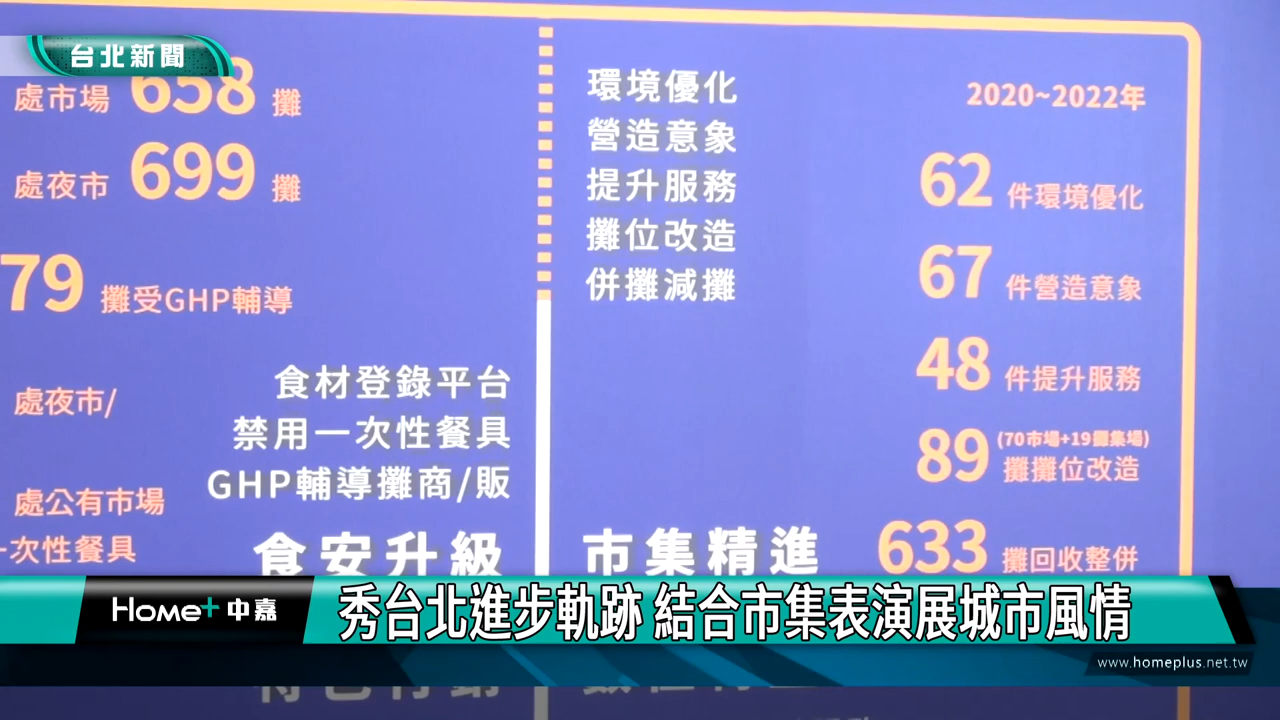 台北新聞
處市場 658 攤
處夜市 699 攤
79 攤受GHP輔導
處夜市/
處公有市場
一次性餐具
食材登錄平台
禁用一次性餐具
GHP輔導攤商/販
食安升級
環境優化
營造意象
提升服務
攤位改造
併攤減攤
市集精進
2020~2022年
62 件環境優化
67 件營造意象
48 件提升服務
89 (70市場+19攤集場)
攤攤位改造
633 攤回收整併
Home+中嘉
秀台北進步軌跡 結合市集表演展城市風情
www.homeplus.net.tw